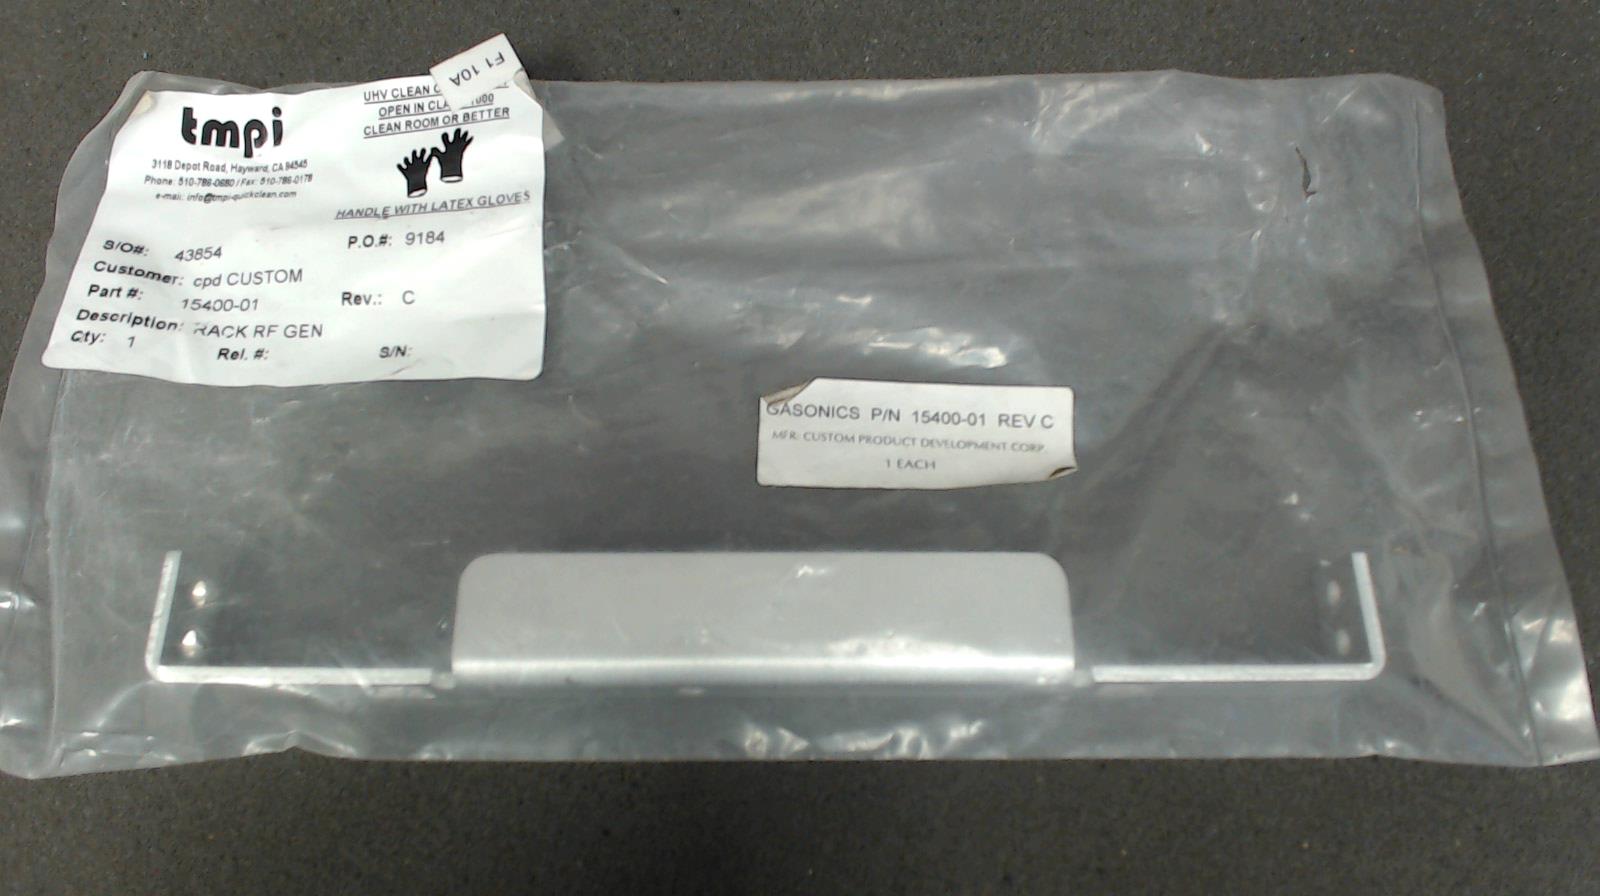 F1 10A
tmpi
3118 Depot Road, Hayward, CA 94545
Phone: 510-786-0680 / Fax: 510-786-0178
e-mail: info@tmpi-quickclean.com
UHV CLEAN
OPEN IN
CLEAN ROOM OR BETTER
HANDLE WITH LATEX GLOVES
S/O#: 43854 P.O.#: 9184
Customer: cpd CUSTOM
Part #: 15400-01 Rev.: C
Description: RACK RF GEN
Qty: 1 Rel. #: S/N:
GASONICS P/N 15400-01 REV C
MFR: CUSTOM PRODUCT DEVELOPMENT CORP.
1 EACH